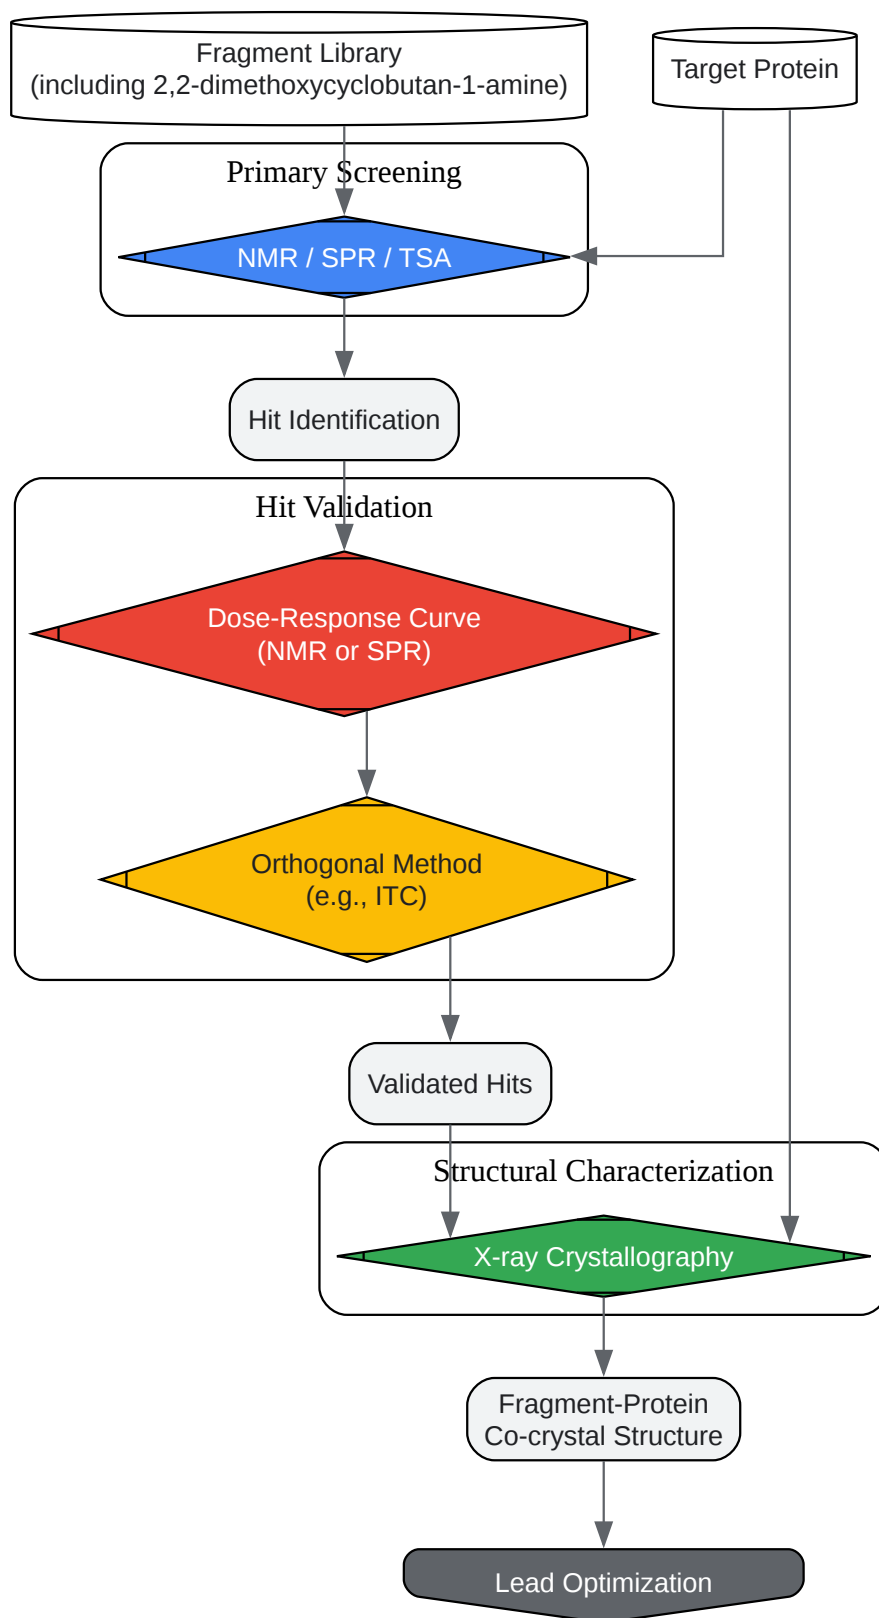 Fragment Library
(including 2,2-dimethoxycyclobutan-1-amine)
Target Protein
Primary Screening
NMR / SPR / TSA
Hit Identification
Hit Validation
Dose-Response Curve
(NMR or SPR)
Orthogonal Method
(e.g., ITC)
Validated Hits
Structural Characterization
X-ray Crystallography
Fragment-Protein
Co-crystal Structure
Lead Optimization